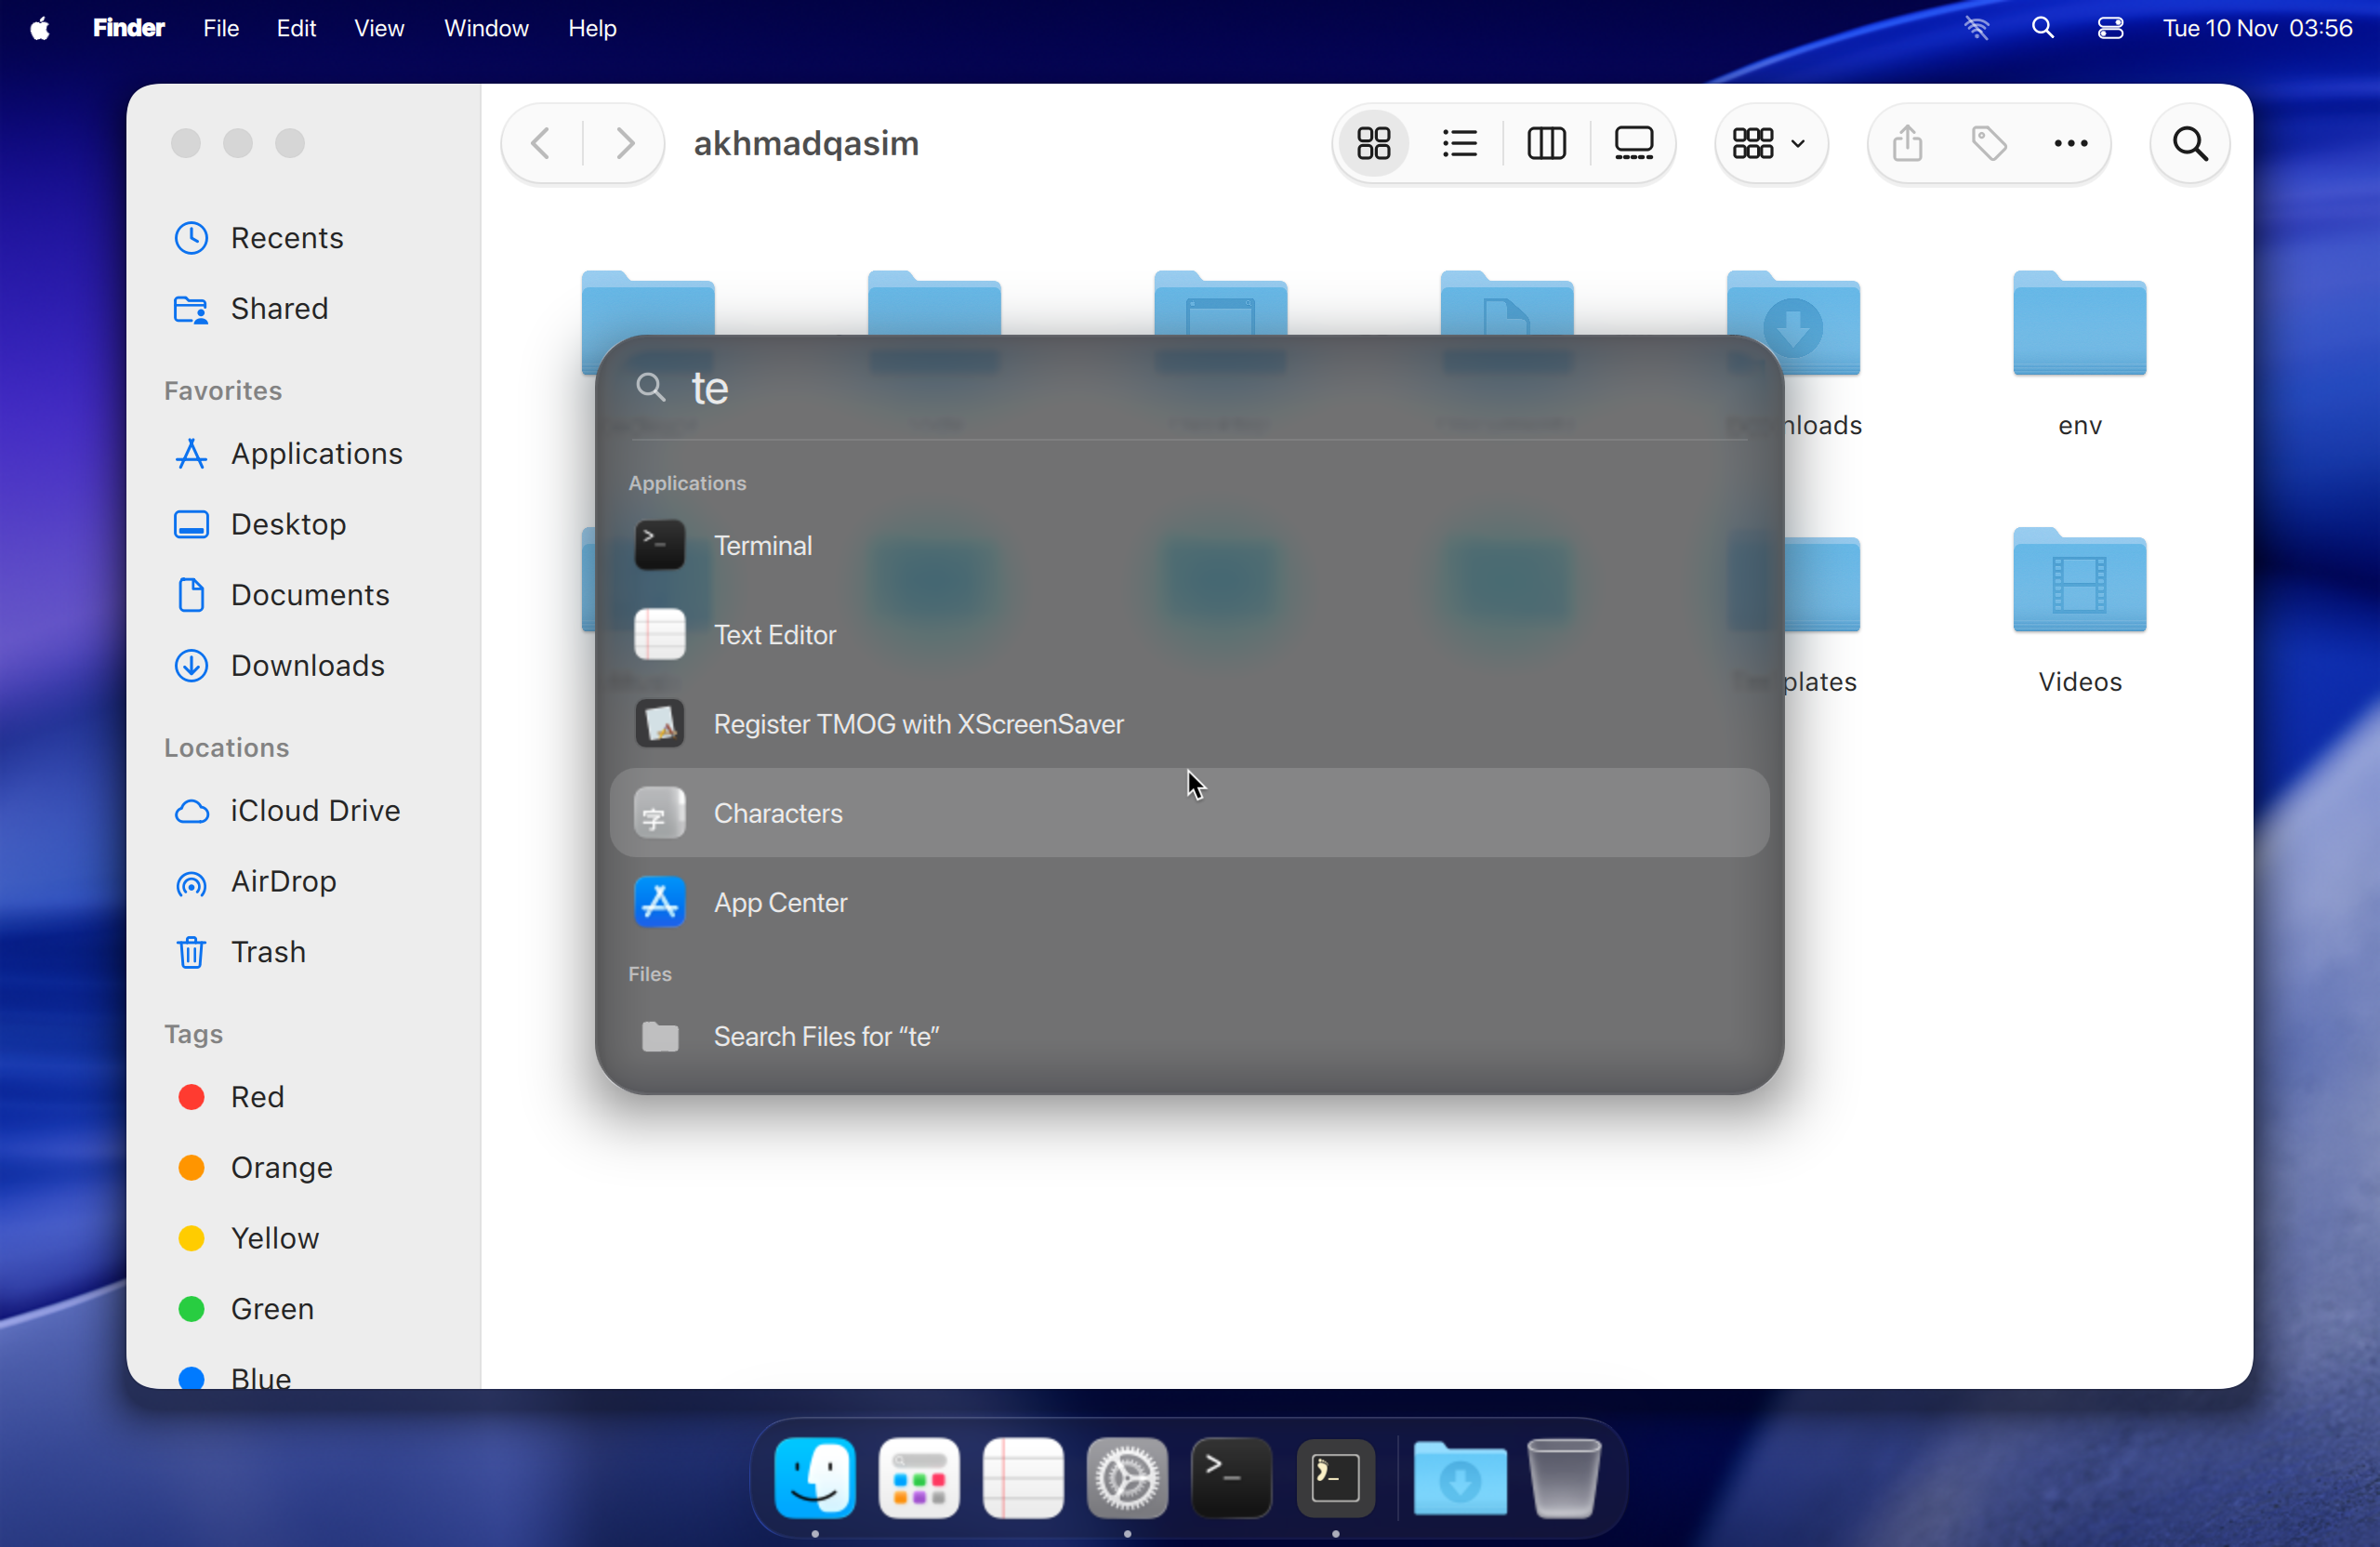 Finder File Edit View Window Help Tue 10 Nov 03:56
akhmadqasim
Recents
Shared
Favorites
Applications
Desktop
Documents
Downloads
Locations
iCloud Drive
AirDrop
Trash
Tags
Red
Orange
Yellow
Green
Blue
env
Videos
te
Applications
>_ Terminal
Text Editor
Register TMOG with XScreenSaver
字 Characters
App Center
Files
Search Files for “te”
>_